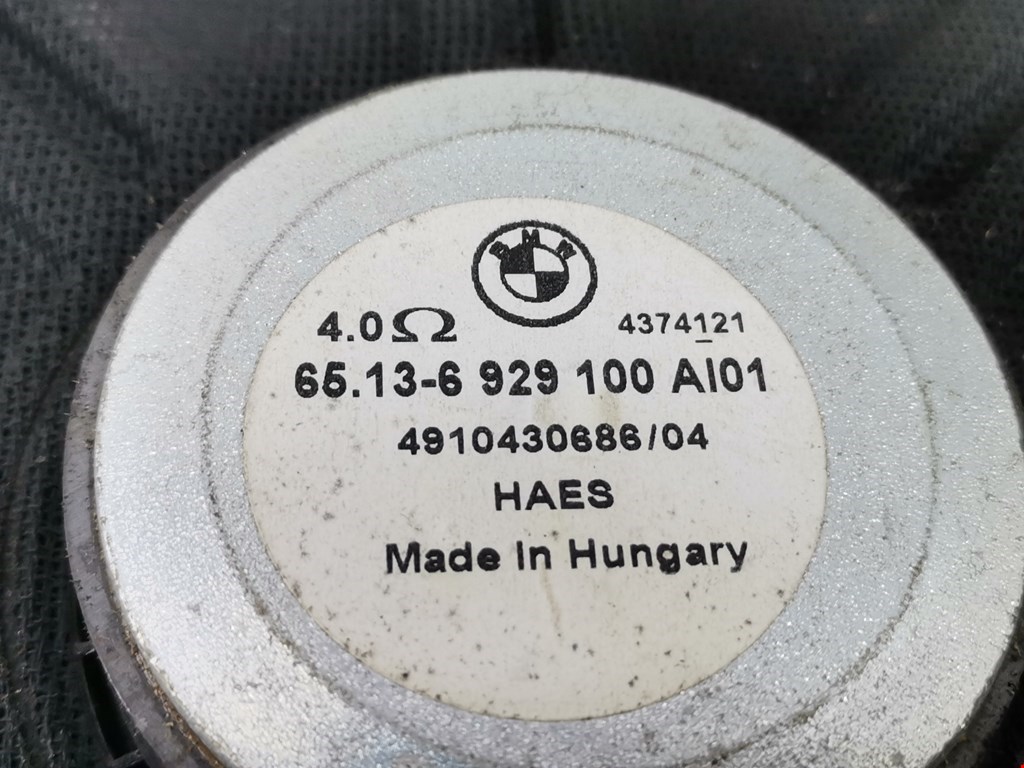 BMW
4.0Ω 4374121
65.13-6 929 100 AI01
4910430686/04
HAES
Made In Hungary